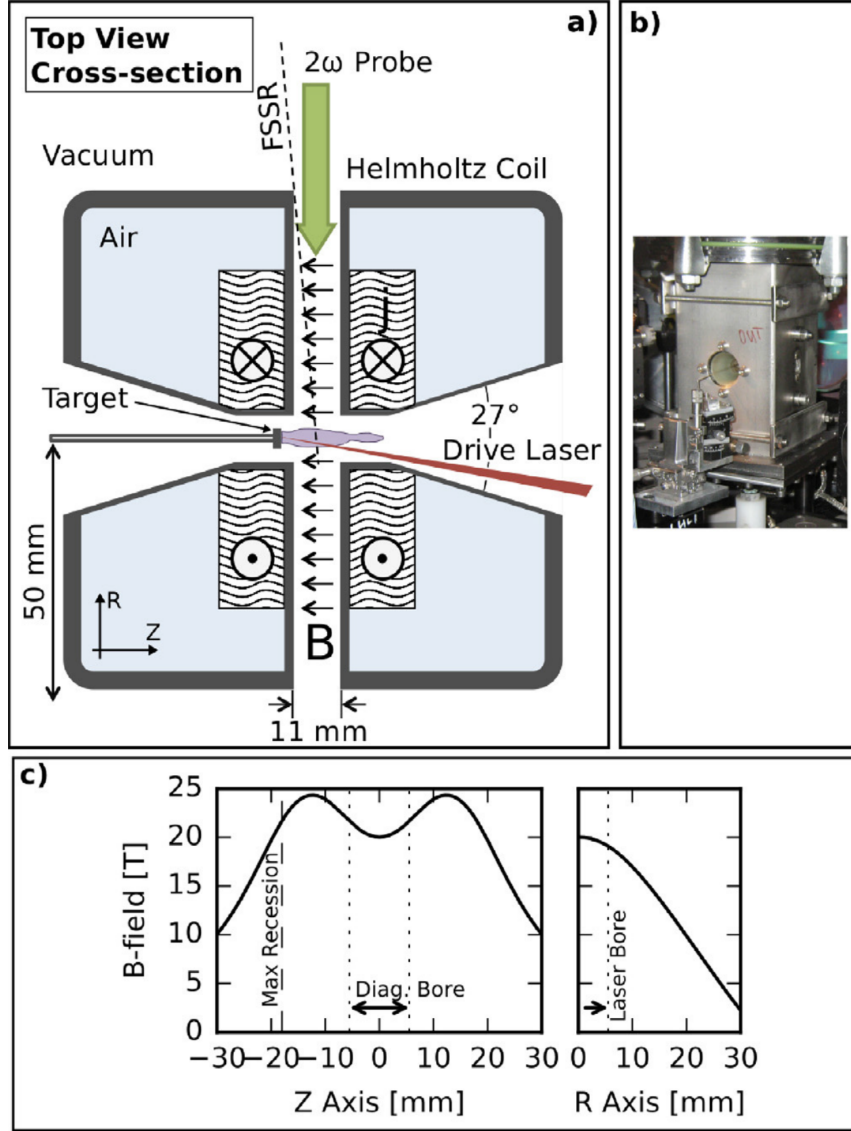 Top View
Cross-section
a)
b)
2ω Probe
FSSR
Vacuum
Helmholtz Coil
Air
j
Target
27°
Drive Laser
50 mm
R
Z
B
11 mm
OUT
c)
B-field [T]
25
20
15
10
5
0
Max Recession
Diag. Bore
Laser Bore
−30 −20 −10 0 10 20 30
0 10 20 30
Z Axis [mm]
R Axis [mm]